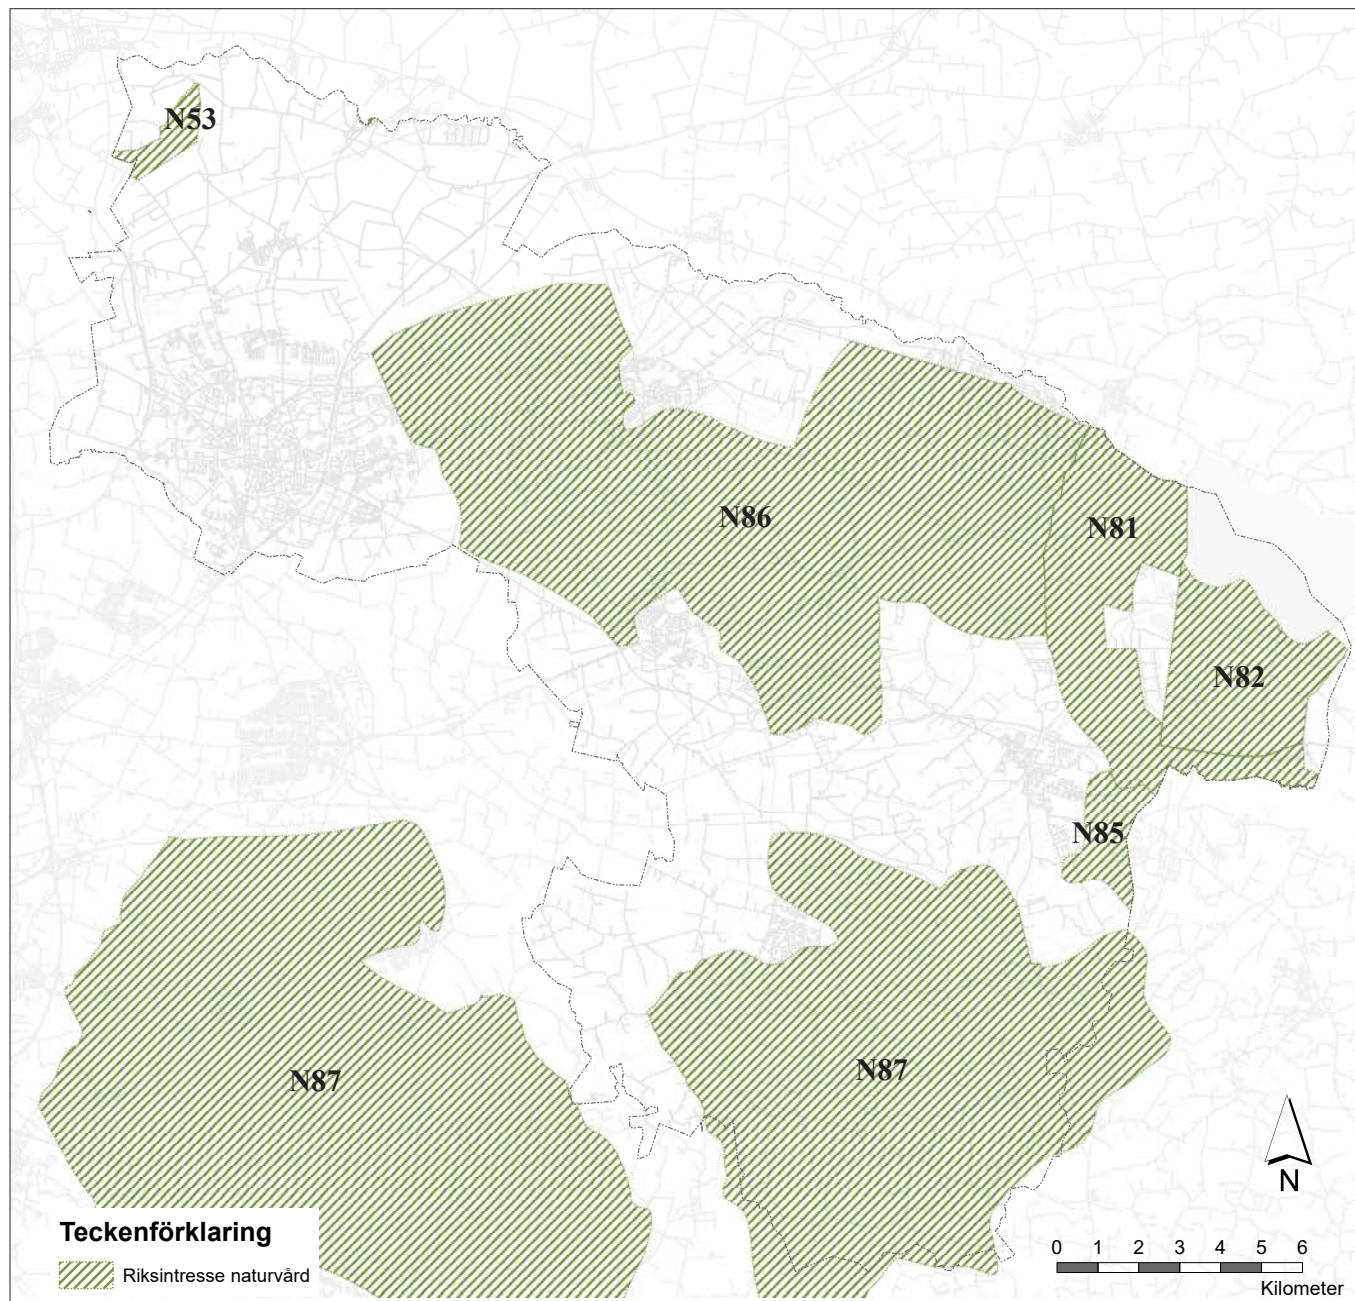 N53
N86
N81
N82
N85
N87
N87
N
Teckenförklaring
Riksintresse naturvård
0 1 2 3 4 5 6
Kilometer